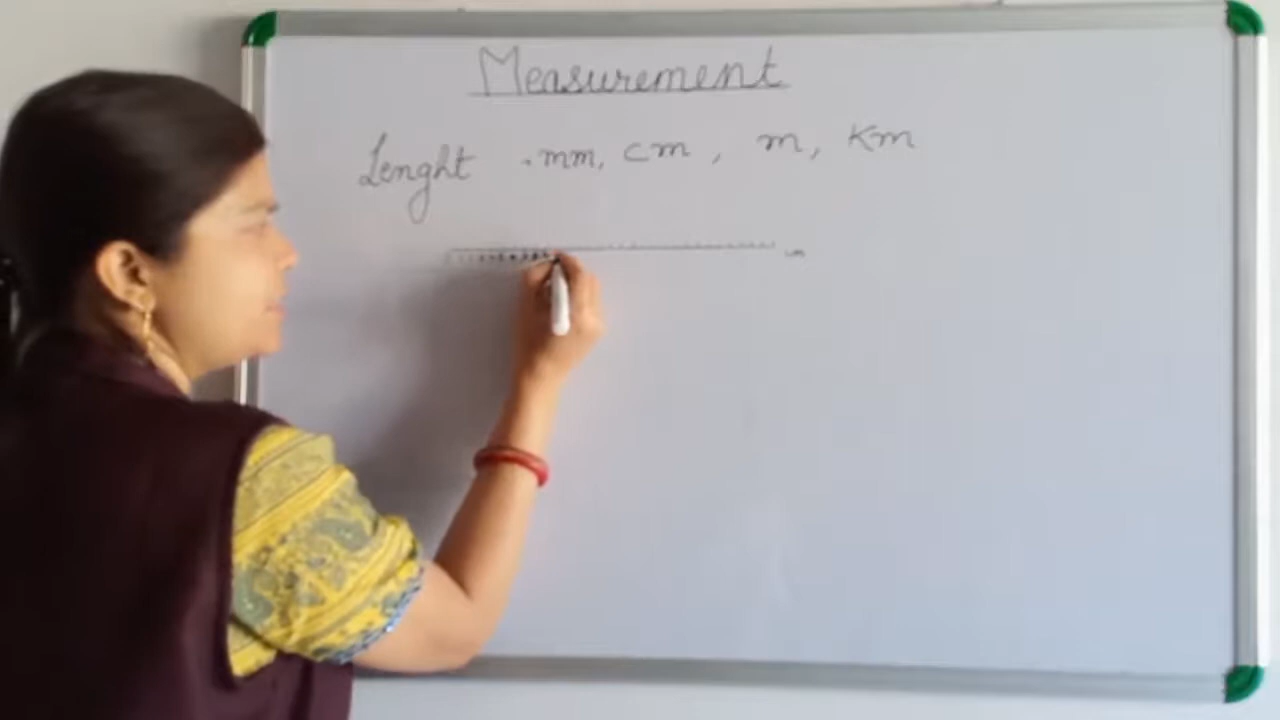 Measurement
Lenght . mm, cm, m, Km